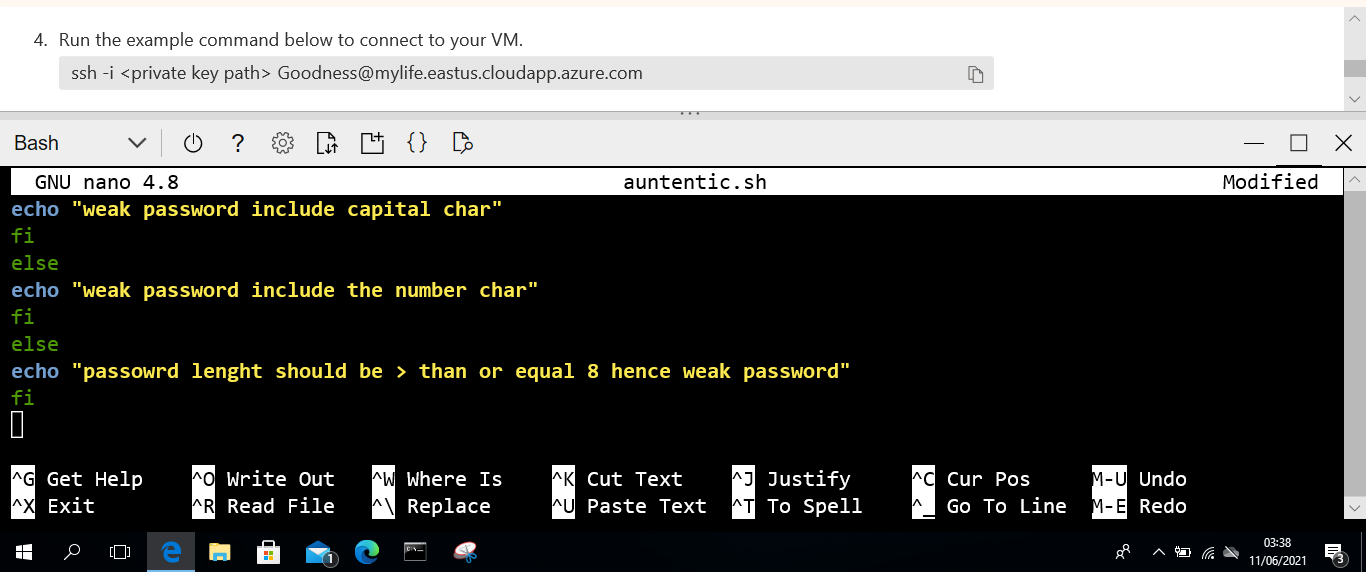 4. Run the example command below to connect to your VM.
ssh -i <private key path> Goodness@mylife.eastus.cloudapp.azure.com
Bash
?
{}
GNU nano 4.8 auntentic.sh Modified
echo "weak password include capital char"
fi
else
echo "weak password include the number char"
fi
else
echo "passowrd lenght should be > than or equal 8 hence weak password"
fi
^G Get Help ^O Write Out ^W Where Is ^K Cut Text ^J Justify ^C Cur Pos M-U Undo
^X Exit ^R Read File ^\ Replace ^U Paste Text ^T To Spell ^_ Go To Line M-E Redo
1
03:38
11/06/2021
3